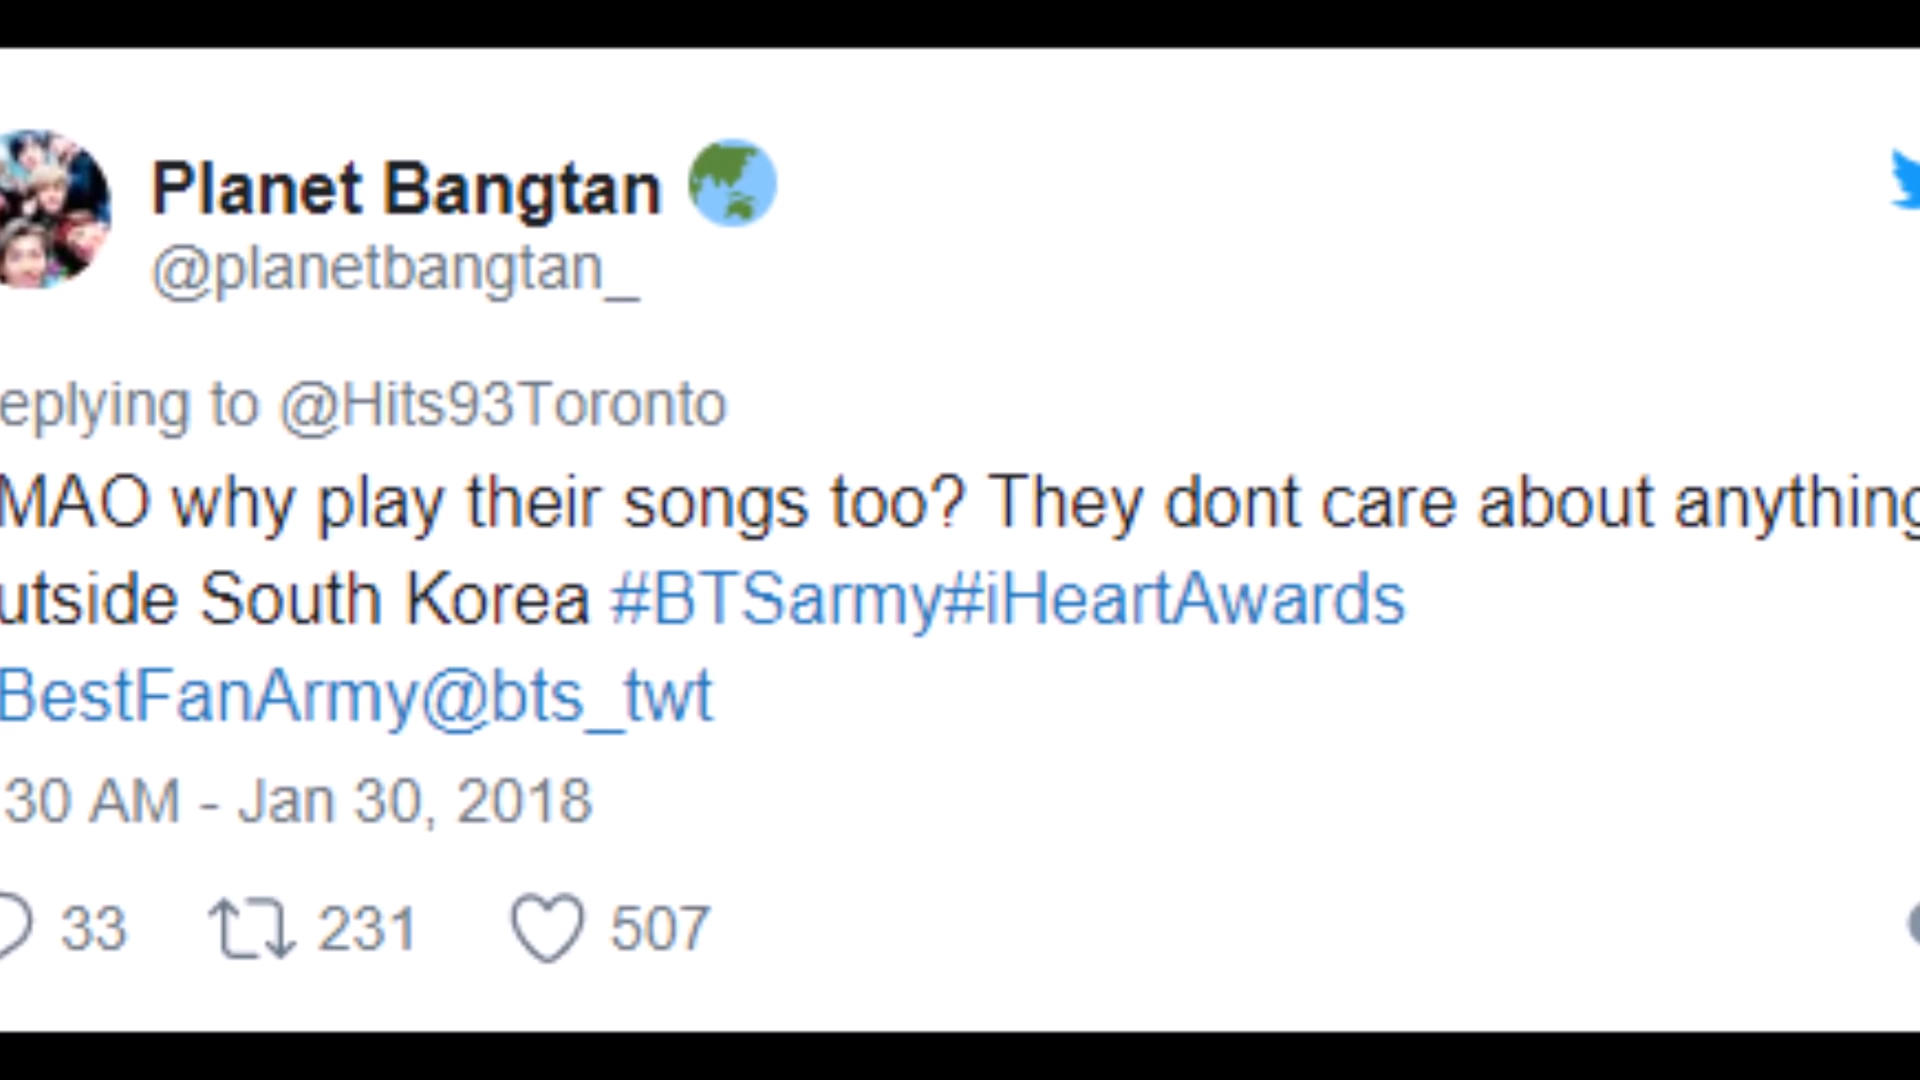 Planet Bangtan
@planetbangtan_
eplying to @Hits93Toronto
MAO why play their songs too? They dont care about anything
utside South Korea #BTSarmy#iHeartAwards
BestFanArmy@bts_twt
30 AM - Jan 30, 2018
33 231 507